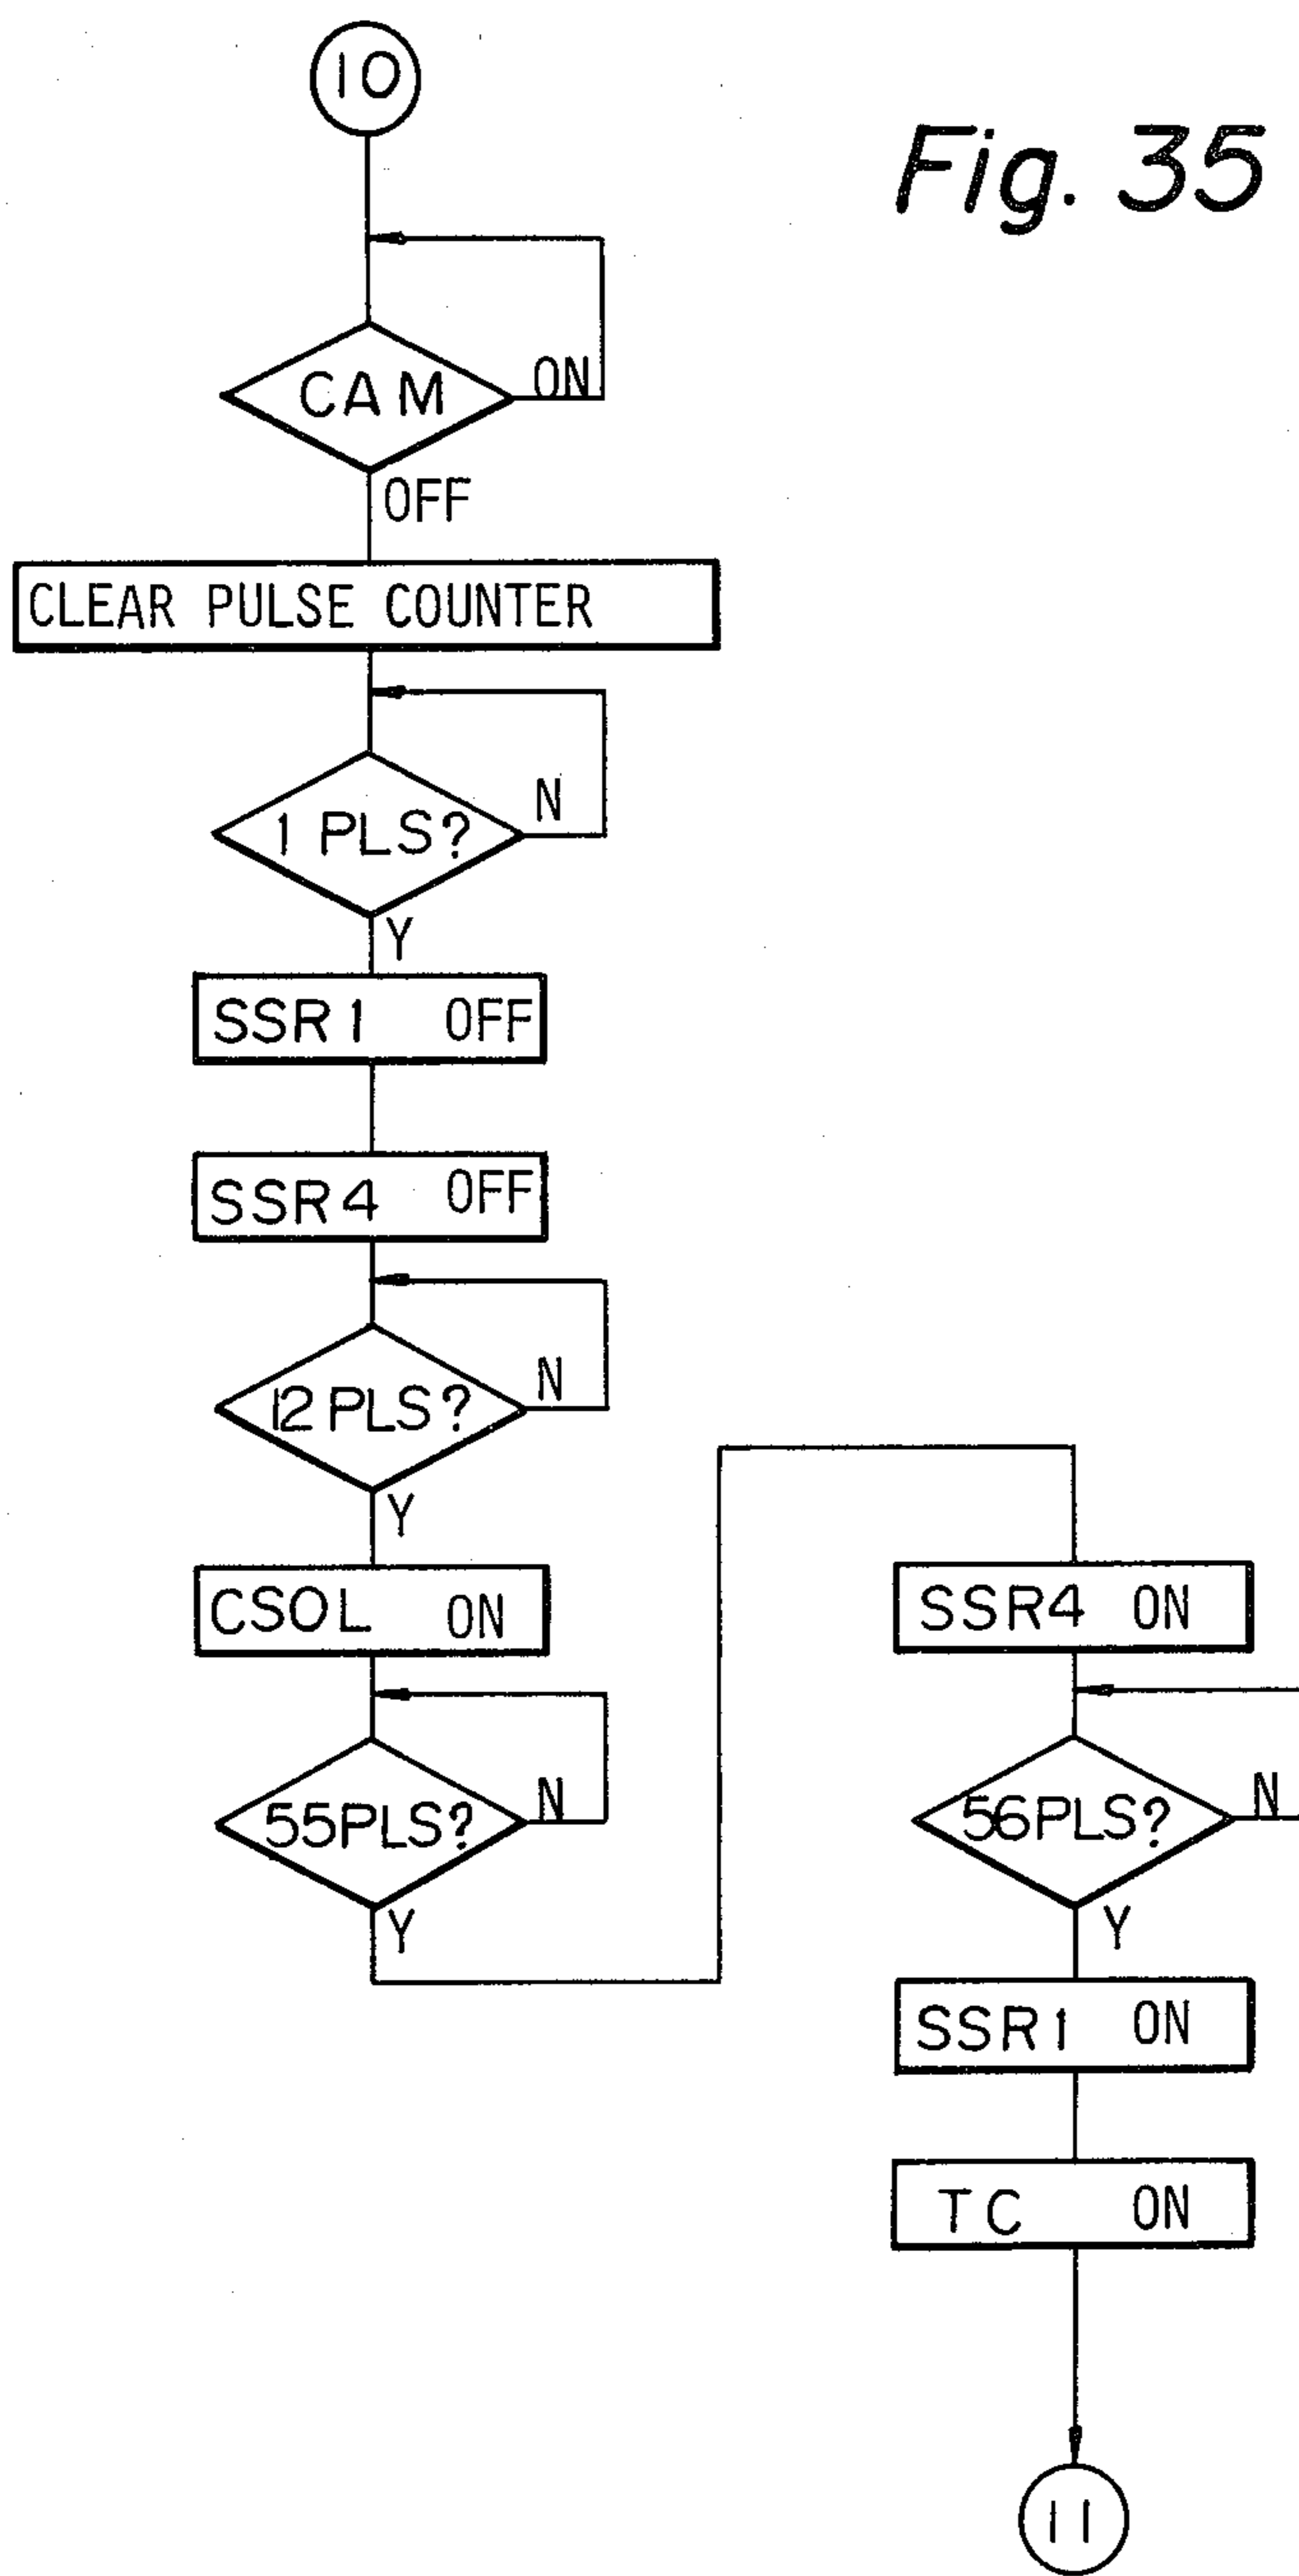 10
Fig. 35
CAM
ON
OFF
CLEAR PULSE COUNTER
1 PLS?
N
Y
SSR1 OFF
SSR4 OFF
12 PLS?
N
Y
CSOL ON
55PLS?
N
Y
SSR4 ON
56PLS?
N
Y
SSR1 ON
TC ON
11